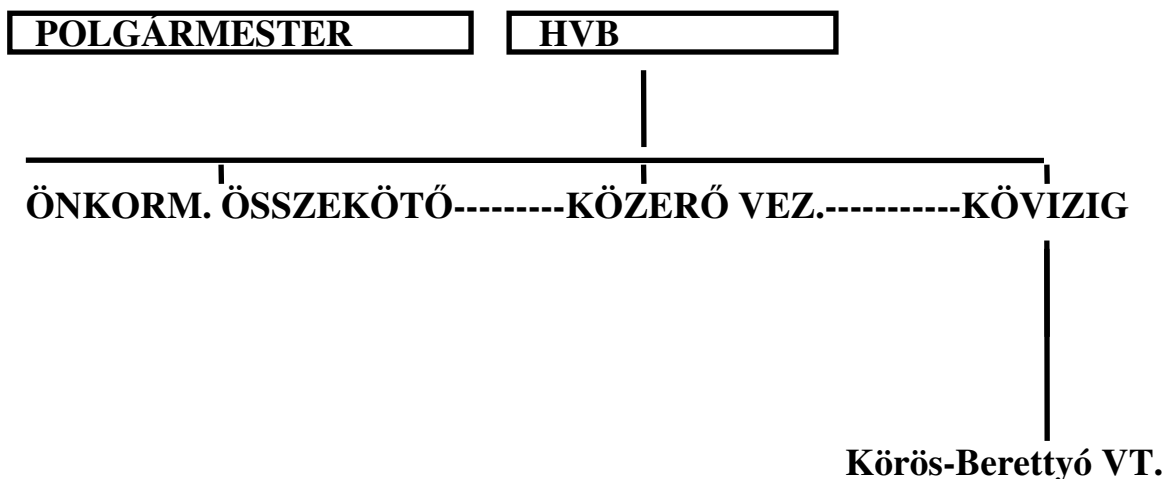 POLGÁRMESTER HVB
ÖNKORM. ÖSSZEKÖTŐ---------KÖZERŐ VEZ.-----------KÖVIZIG
Körös-Berettyó VT.